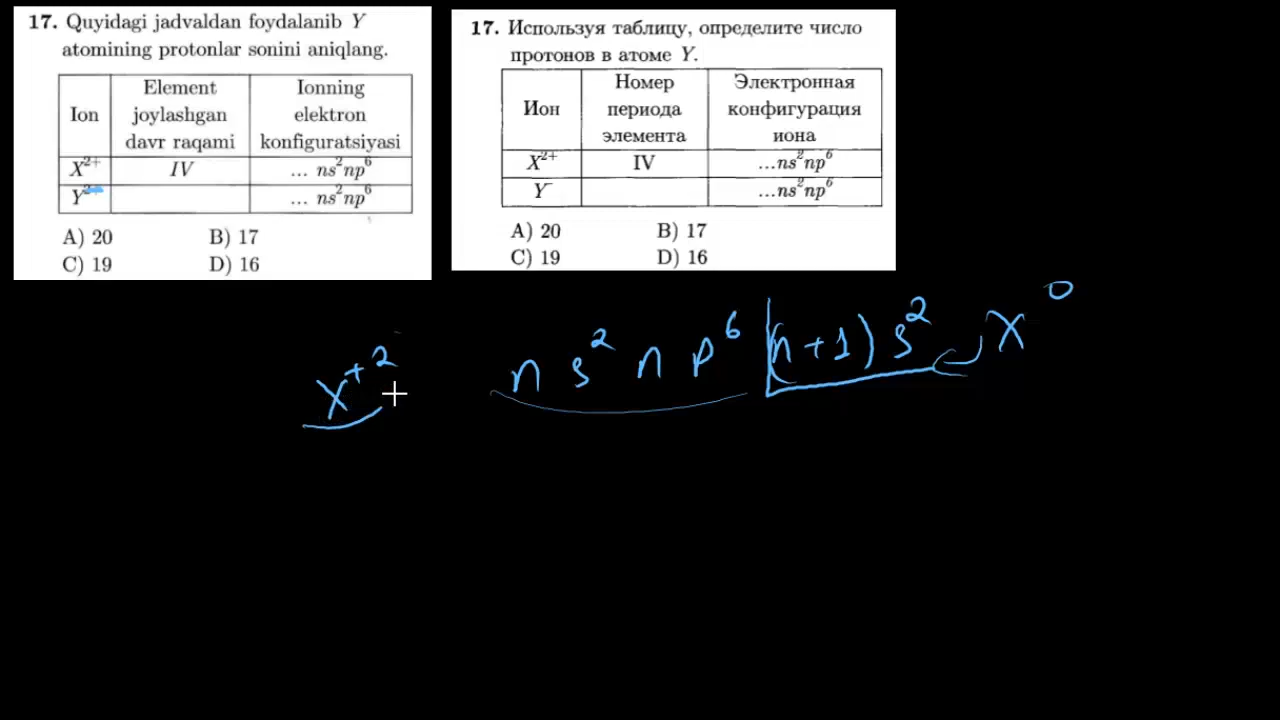 17. Quyidagi jadvaldan foydalanib Y
atomining protonlar sonini aniqlang.
Ion
Element
joylashgan
davr raqami
Ionning
elektron
konfiguratsiyasi
X²⁺ IV ... ns²np⁶
Y ... ns²np⁶
A) 20 B) 17
C) 19 D) 16
17. Используя таблицу, определите число
протонов в атоме Y.
Ион
Номер
периода
элемента
Электронная
конфигурация
иона
X²⁺ IV ...ns²np⁶
Y⁻ ...ns²np⁶
A) 20 B) 17
C) 19 D) 16
X⁺² ns²np⁶(n+1)s² X⁰